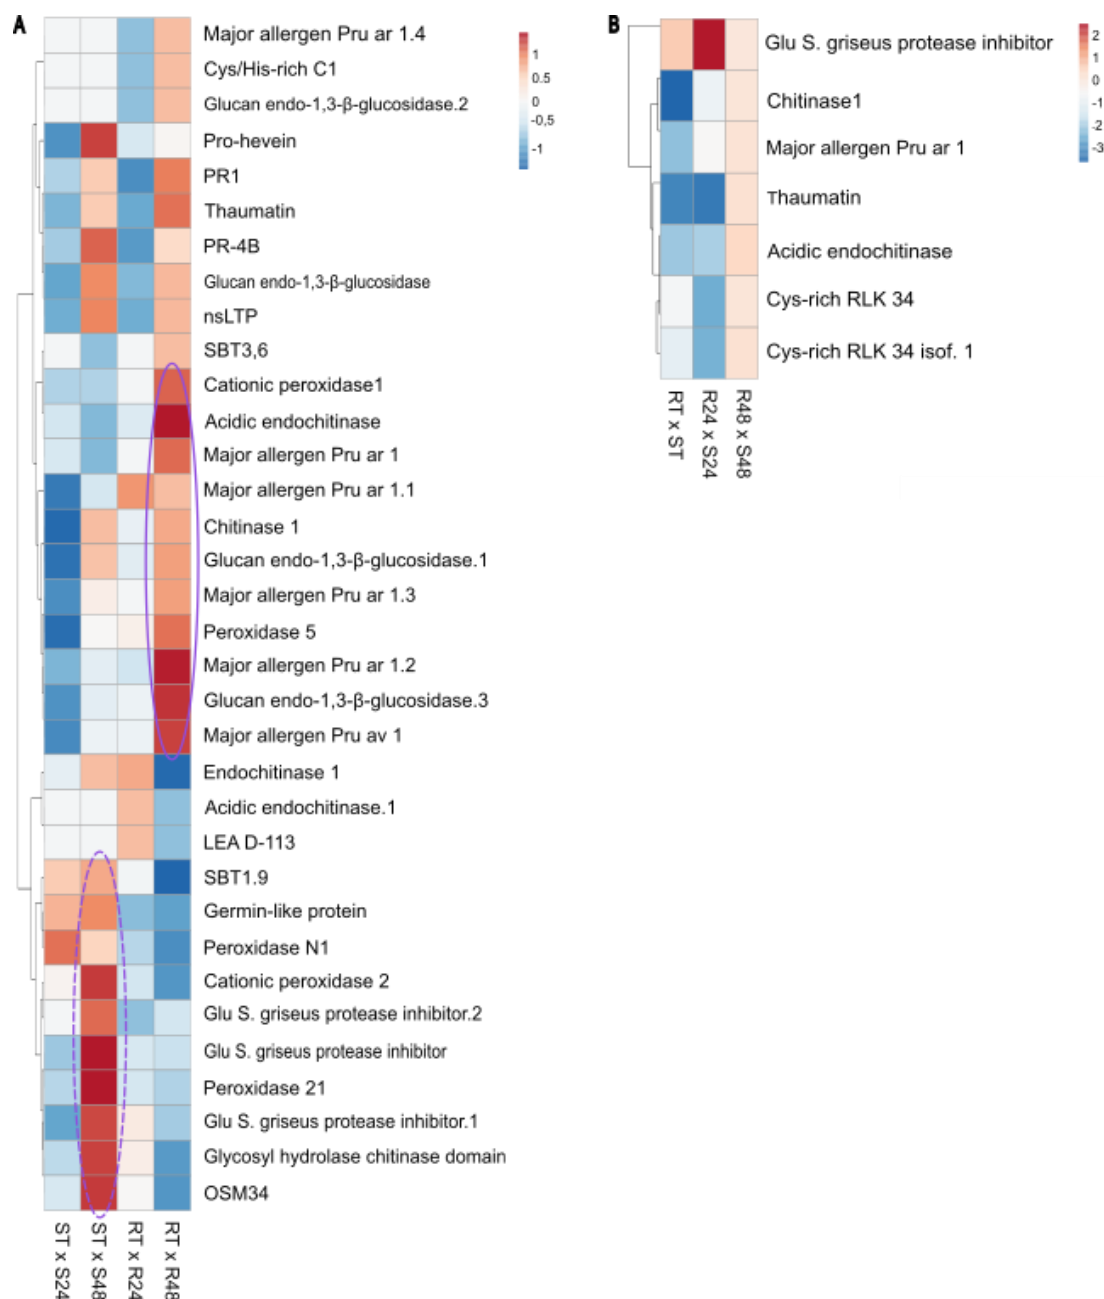 A
Major allergen Pru ar 1.4
Cys/His-rich C1
Glucan endo-1,3-β-glucosidase.2
Pro-hevein
PR1
Thaumatin
PR-4B
Glucan endo-1,3-β-glucosidase
nsLTP
SBT3,6
Cationic peroxidase1
Acidic endochitinase
Major allergen Pru ar 1
Major allergen Pru ar 1.1
Chitinase 1
Glucan endo-1,3-β-glucosidase.1
Major allergen Pru ar 1.3
Peroxidase 5
Major allergen Pru ar 1.2
Glucan endo-1,3-β-glucosidase.3
Major allergen Pru av 1
Endochitinase 1
Acidic endochitinase.1
LEA D-113
SBT1.9
Germin-like protein
Peroxidase N1
Cationic peroxidase 2
Glu S. griseus protease inhibitor.2
Glu S. griseus protease inhibitor
Peroxidase 21
Glu S. griseus protease inhibitor.1
Glycosyl hydrolase chitinase domain
OSM34
ST x S24
ST x S48
RT x R24
RT x R48
1
0.5
0
-0,5
-1
B
Glu S. griseus protease inhibitor
Chitinase1
Major allergen Pru ar 1
Thaumatin
Acidic endochitinase
Cys-rich RLK 34
Cys-rich RLK 34 isof. 1
RT x ST
R24 x S24
R48 x S48
2
1
0
-1
-2
-3